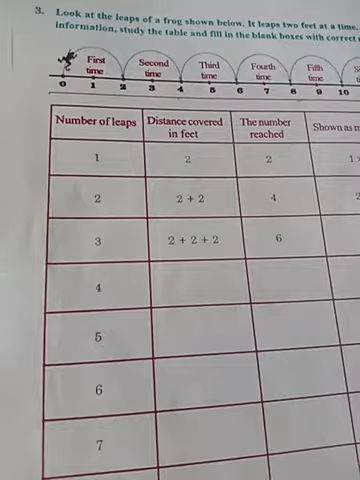 3. Look at the leaps of a frog shown below. It leaps two feet at a time.
information, study the table and fill in the blank boxes with correct
First time Second time Third time Fourth time Fifth time
0 1 2 3 4 5 6 7 8 9 10
Number of leaps Distance covered in feet The number reached Shown as
1 2 2 1
2 2 + 2 4 2
3 2 + 2 + 2 6
4
5
6
7